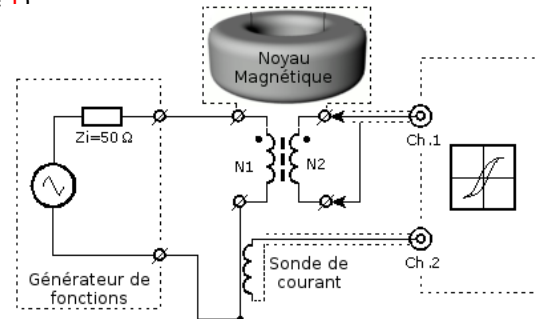 Noyau
Magnétique
Zi=50 Ω
Ch .1
N1
N2
Générateur de
fonctions
Sonde de
courant
Ch .2